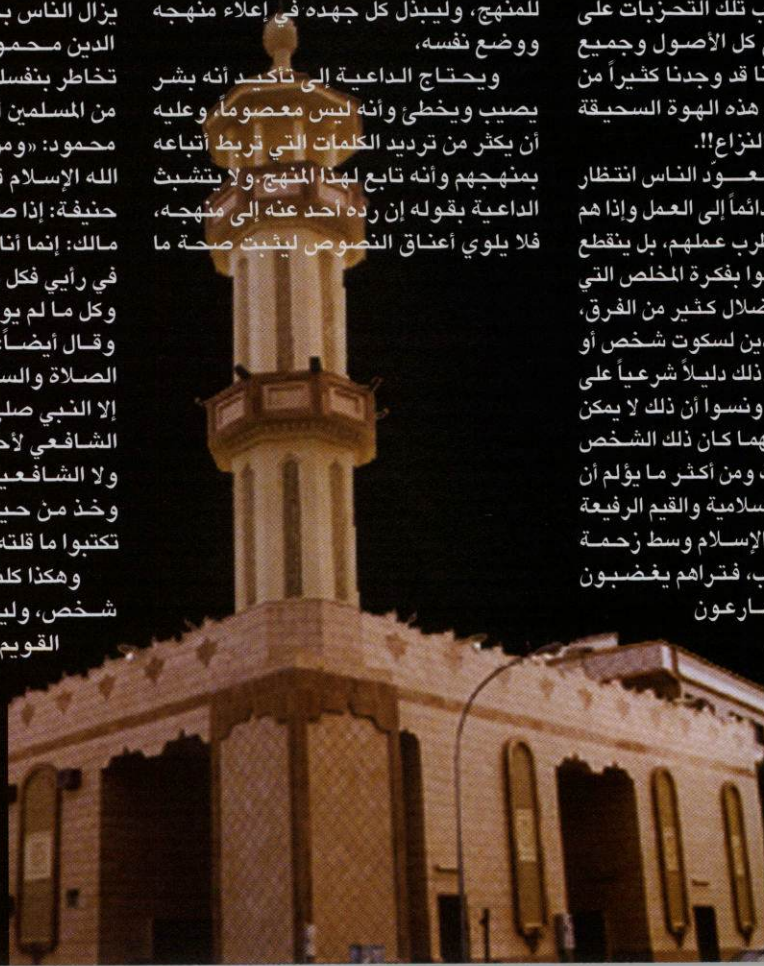 ب تلك التحزبات على
كل الأصول وجميع
نا قد وجدنا كثيراً من
هذه الهوة السحيقة
لنزاع!!.
عـــوّد الناس انتظار
دائماً إلى العمل وإذا هم
طرب عملهم، بل ينقطع
وا بفكرة المخلص التي
ضلال كثير من الفرق،
دين لسكوت شخص أو
ذلك دليلاً شرعياً على
ونسوا أن ذلك لا يمكن
هما كان ذلك الشخص
ومن أكثر ما يؤلم أن
سلامية والقيم الرفيعة
الإسلام وسط زحمة
ب، فتراهم يغضبون
ـارعون
للمنهج، وليبذل كل جهده في إعلاء منهجه
ووضع نفسه،
ويحتاج الداعية إلى تأكيد أنه بشر
يصيب ويخطئ وأنه ليس معصوماً، وعليه
أن يكثر من ترديد الكلمات التي تربط أتباعه
بمنهجهم وأنه تابع لهذا المنهج. ولا يتشبث
الداعية بقوله إن رده أحد عنه إلى منهجه،
فلا يلوي أعناق النصوص ليثبت صحة ما
يزال الناس ب
الدين محمو
تخاطر بنفسك
من المسلمين
محمود: «ومن
الله الإسلام
حنيفة: إذا ص
مالك: إنما أنا
في رأيي فكل
وكل ما لم يو
وقال أيضاً:
الصلاة والس
إلا النبي صلى
الشافعي لأح
ولا الشافعي
وخذ من حي
تكتبوا ما قلته
وهكذا كل
شخص، ولي
القويم